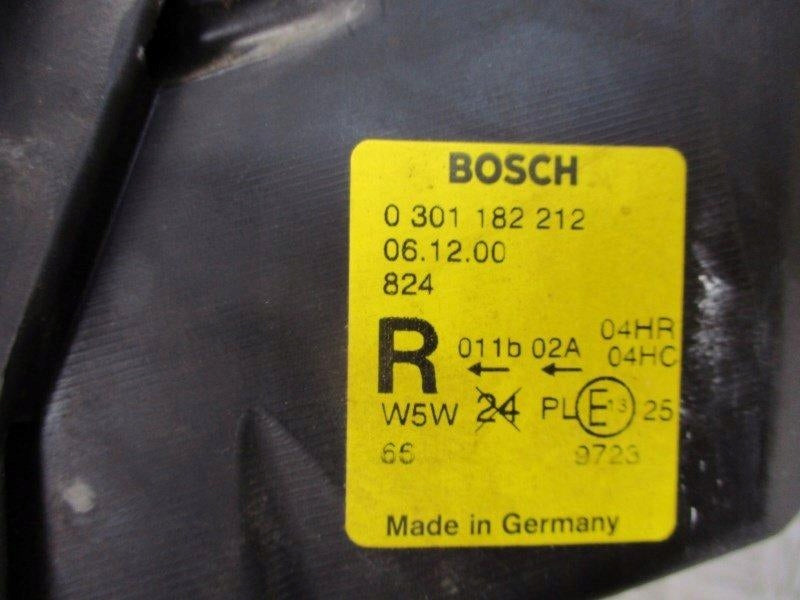 BOSCH
0 301 182 212
06.12.00
824
R 011b 02A 04HR
← ← 04HC
W5W 24 PL E13 25
66 9723
Made in Germany